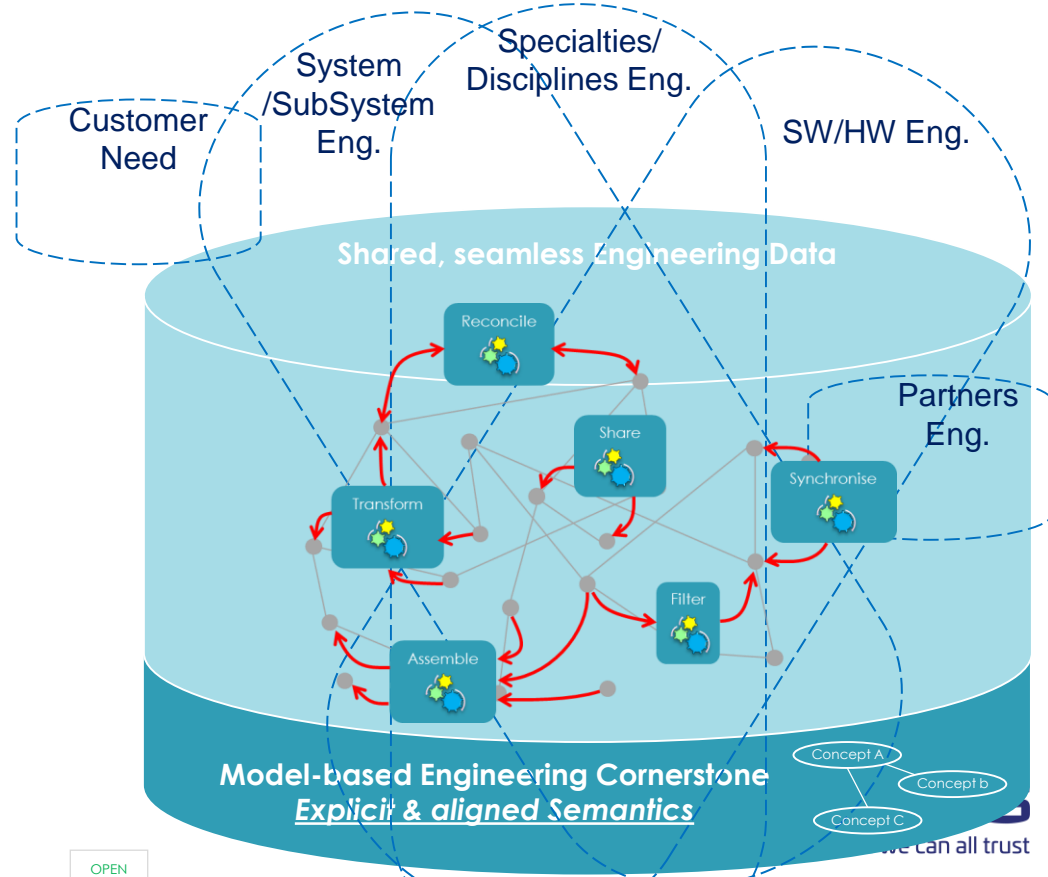 Specialties/
Disciplines Eng.
System
/SubSystem
Eng.
Customer
Need
SW/HW Eng.
Shared, seamless Engineering Data
Reconcile
Partners
Eng.
Share
Synchronise
Transform
Filter
Assemble
Concept A
Model-based Engineering Cornerstone
Concept b
Explicit & aligned Semantics
Concept C
we can all trust
OPEN